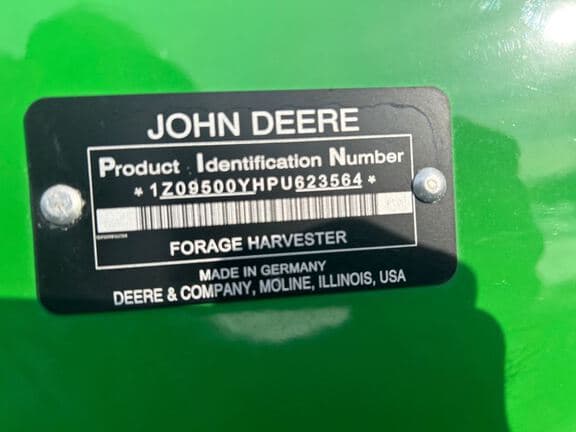 JOHN DEERE
Product Identification Number
*1Z09500YHPU623564*
FORAGE HARVESTER
MADE IN GERMANY
DEERE & COMPANY, MOLINE, ILLINOIS, USA